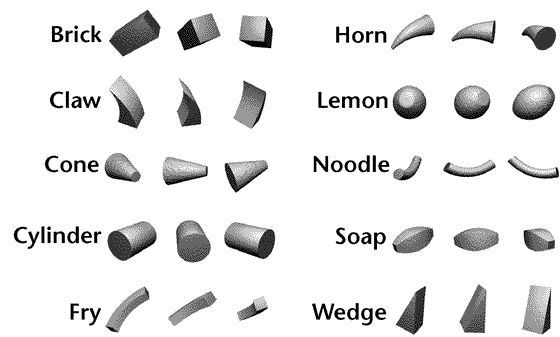 Brick
Claw
Cone
Cylinder
Fry
Horn
Lemon
Noodle
Soap
Wedge